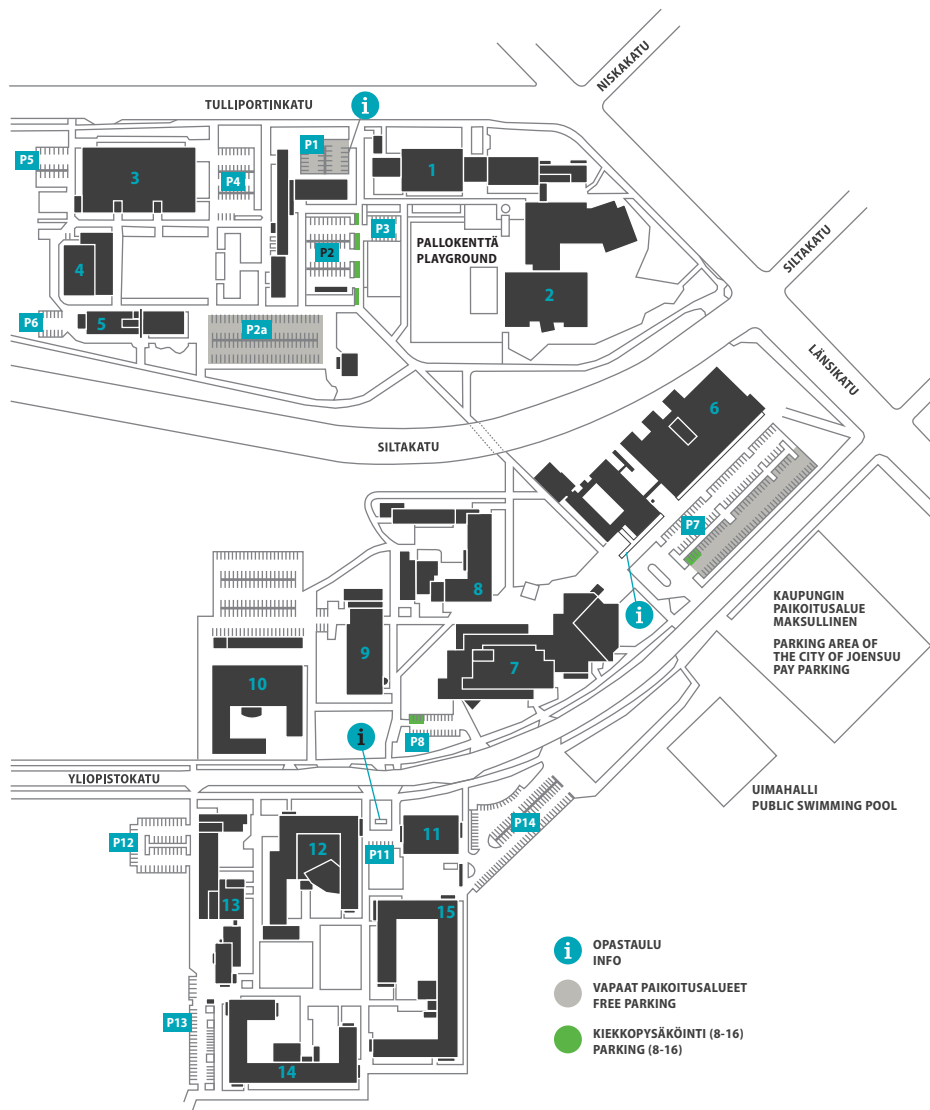 NISKAKATU
TULLIPORTINKATU
i
P1
P5
3
P4
1
P3
P2
PALLOKENTTÄ
PLAYGROUND
SILTAKATU
4
2
P6
5
P2a
LÄNSIKATU
6
SILTAKATU
P7
8
KAUPUNGIN
PAIKOITUSALUE
MAKSULLINEN
i
PARKING AREA OF
THE CITY OF JOENSUU
PAY PARKING
9
7
10
i
P8
YLIOPISTOKATU
UIMAHALLI
PUBLIC SWIMMING POOL
P14
P12
12
P11
11
13
15
OPASTAULU
INFO
i
VAPAAT PAIKOITUSALUEET
FREE PARKING
P13
KIEKKOPYSÄKÖINTI (8-16)
PARKING (8-16)
14